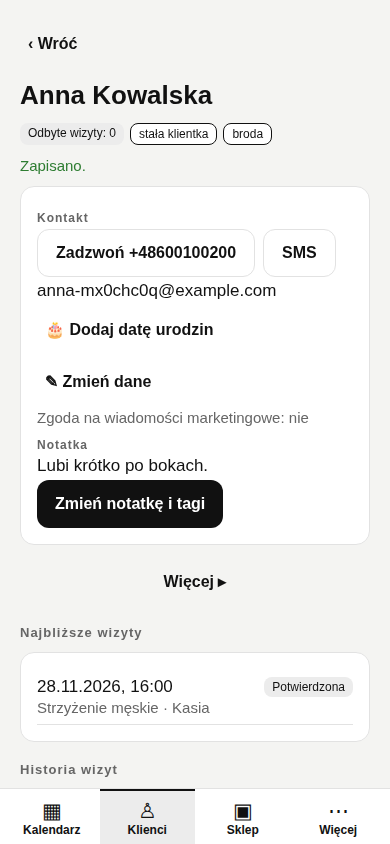 ‹ Wróć
Anna Kowalska
Odbyte wizyty: 0 stała klientka broda
Zapisano.
Kontakt
Zadzwoń +48600100200 SMS
anna-mx0chc0q@example.com
🎂 Dodaj datę urodzin
✎ Zmień dane
Zgoda na wiadomości marketingowe: nie
Notatka
Lubi krótko po bokach.
Zmień notatkę i tagi
Więcej ▸
Najbliższe wizyty
28.11.2026, 16:00 Potwierdzona
Strzyżenie męskie · Kasia
Historia wizyt
Kalendarz Klienci Sklep Więcej